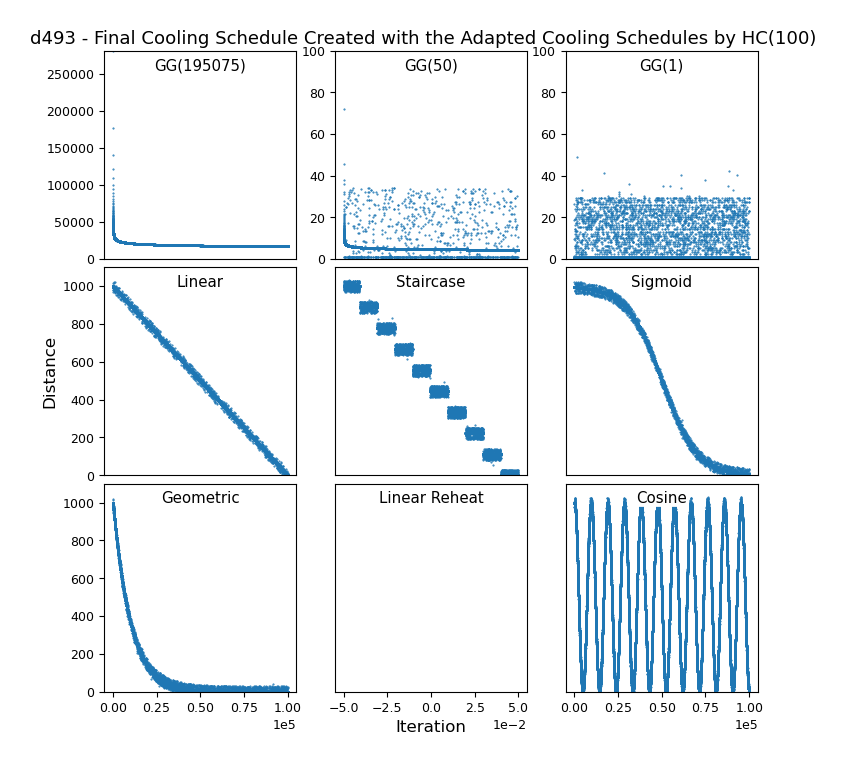 d493 - Final Cooling Schedule Created with the Adapted Cooling Schedules by HC(100)
GG(195075)
GG(50)
GG(1)
250000
200000
150000
100000
50000
0
100
80
60
40
20
0
100
80
60
40
20
0
Linear
Staircase
Sigmoid
1000
800
600
400
200
0
Distance
Geometric
Linear Reheat
Cosine
1000
800
600
400
200
0
0.00 0.25 0.50 0.75 1.00
1e5
−5.0 −2.5 0.0 2.5 5.0
1e−2
0.00 0.25 0.50 0.75 1.00
1e5
Iteration